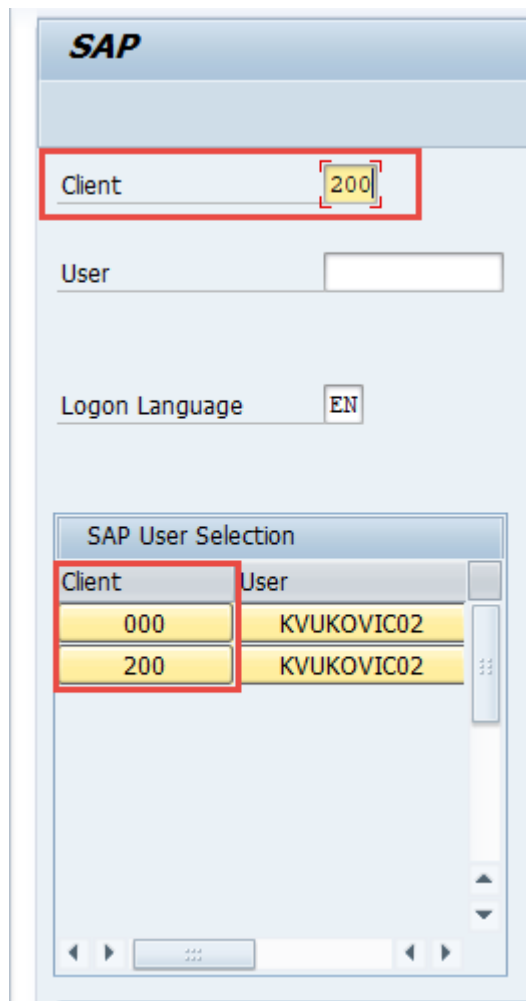 SAP
Client 200
User
Logon Language EN
SAP User Selection
Client User
000 KVUKOVIC02
200 KVUKOVIC02